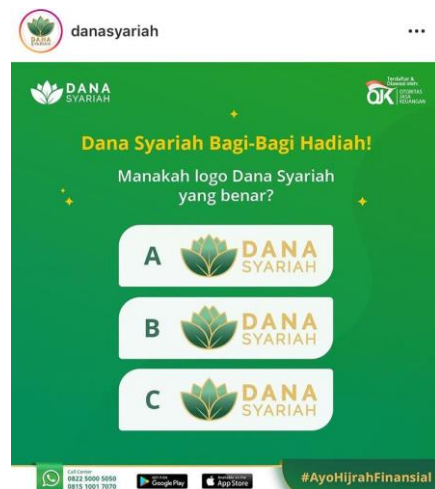 danasyariah
DANA
SYARIAH
Terdaftar &
Diawasi oleh:
OJK
OTORITAS
JASA
KEUANGAN
Dana Syariah Bagi-Bagi Hadiah!
Manakah logo Dana Syariah
yang benar?
A DANA
SYARIAH
B DANA
SYARIAH
C DANA
SYARIAH
Call Center
0822 5000 5050
0815 1001 7070
Google Play
App Store
#AyoHijrahFinansial